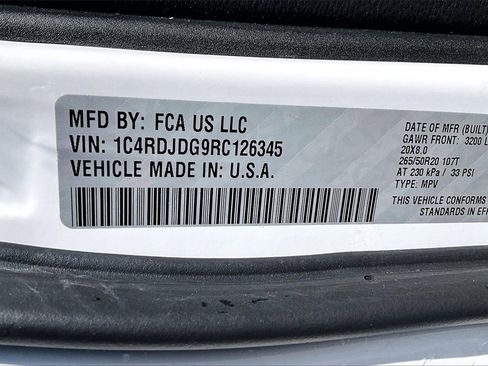 MFD BY: FCA US LLC
VIN: 1C4RDJDG9RC126345
VEHICLE MADE IN: U.S.A.
DATE OF MFR (BUILT)
GAWR FRONT: 3200 L
20X8.0
265/50R20 107T
AT 230 kPa / 33 PSI
TYPE: MPV
THIS VEHICLE CONFORMS
STANDARDS IN EFF